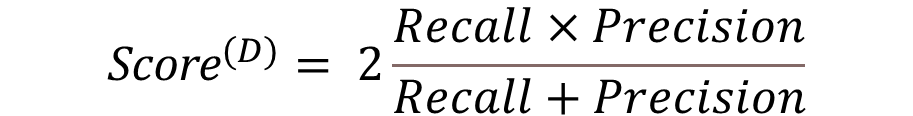 Score^(D) = 2 Recall × Precision
Recall + Precision